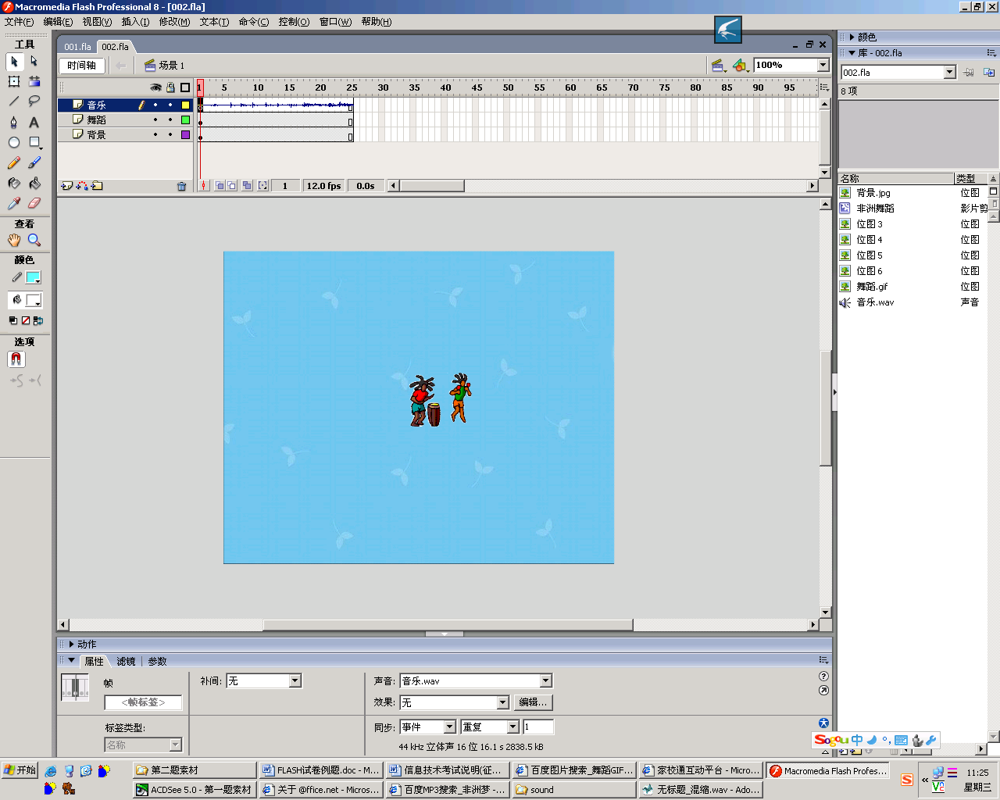 Macromedia Flash Professional 8 - [002.fla]
文件(F) 编辑(E) 视图(V) 插入(I) 修改(M) 文本(T) 命令(C) 控制(O) 窗口(W) 帮助(H)
工具
001.fla 002.fla
时间轴 场景 1 100%
1 5 10 15 20 25 30 35 40 45 50 55 60 65 70 75 80 85 90 95
音乐
舞蹈
背景
1 12.0 fps 0.0s
查看
颜色
选项
颜色
库 - 002.fla
002.fla
8 项
名称 类型
背景.jpg 位图
非洲舞蹈 影片剪
位图 3 位图
位图 4 位图
位图 5 位图
位图 6 位图
舞蹈.gif 位图
音乐.wav 声音
动作
属性 滤镜 参数
帧 补间: 无 声音: 音乐.wav
<帧标签> 效果: 无 编辑...
标签类型: 同步: 事件 重复 1
名称
44 kHz 立体声 16 位 16.1 s 2838.5 kB
Sogou 中
开始 第二题素材 FLASH试卷例题.doc - M... 信息技术考试说明(征... 百度图片搜索_舞蹈GIF... 家校通互动平台 - Micro... Macromedia Flash Profes... 11:25
ACDSee 5.0 - 第一题素材 关于 @ffice.net - Micros... 百度MP3搜索_非洲梦 - ... sound 无标题_混缩.wav - Ado... 星期三